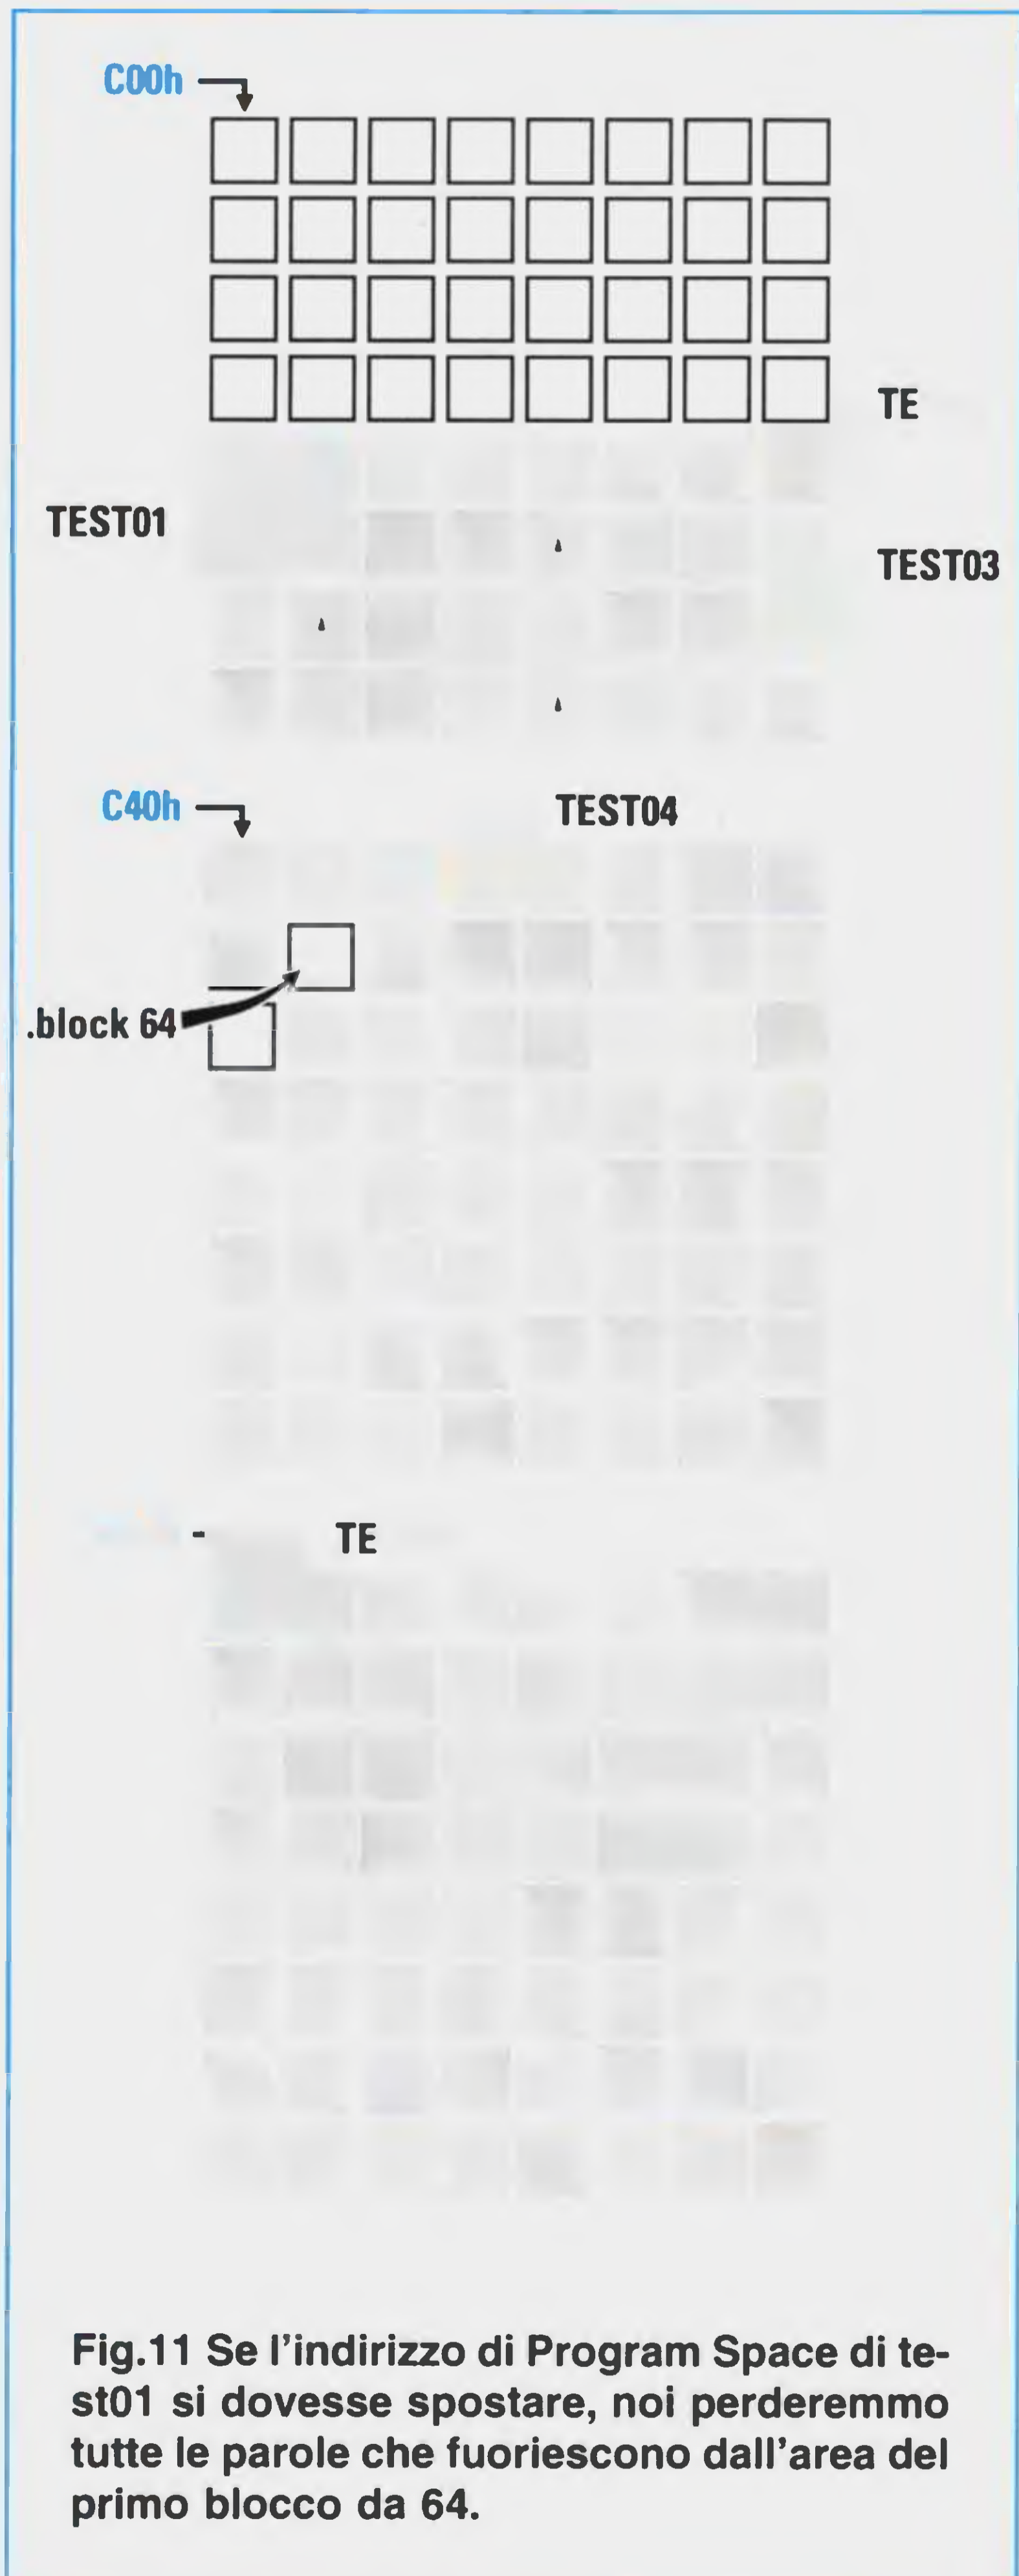 C00h
TE
TEST01
TEST03
C40h
TEST04
.block 64
TE
Fig.11 Se l'indirizzo di Program Space di te-
st01 si dovesse spostare, noi perderemmo
tutte le parole che fuoriescono dall'area del
primo blocco da 64.